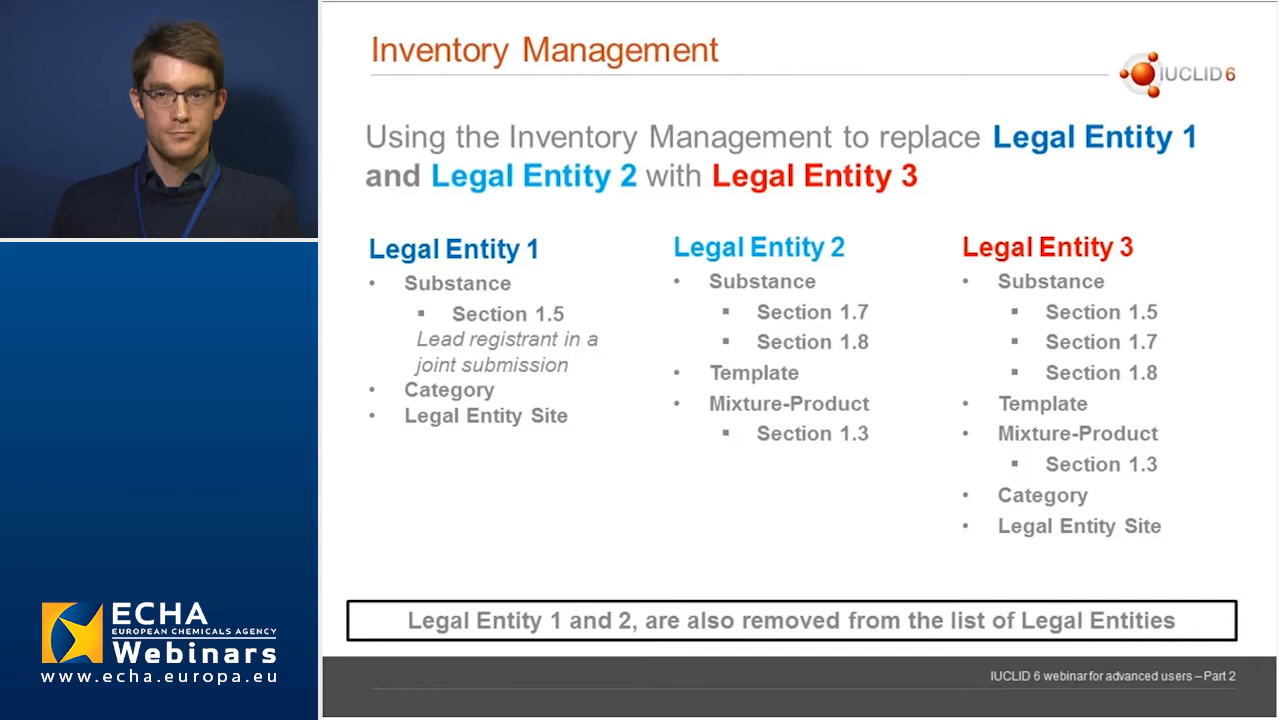 Inventory Management
IUCLID 6
Using the Inventory Management to replace Legal Entity 1
and Legal Entity 2 with Legal Entity 3
Legal Entity 1
• Substance
▪ Section 1.5
Lead registrant in a
joint submission
• Category
• Legal Entity Site
Legal Entity 2
• Substance
▪ Section 1.7
▪ Section 1.8
• Template
• Mixture-Product
▪ Section 1.3
Legal Entity 3
• Substance
▪ Section 1.5
▪ Section 1.7
▪ Section 1.8
• Template
• Mixture-Product
▪ Section 1.3
• Category
• Legal Entity Site
Legal Entity 1 and 2, are also removed from the list of Legal Entities
IUCLID 6 webinar for advanced users – Part 2
ECHA
EUROPEAN CHEMICALS AGENCY
Webinars
www.echa.europa.eu